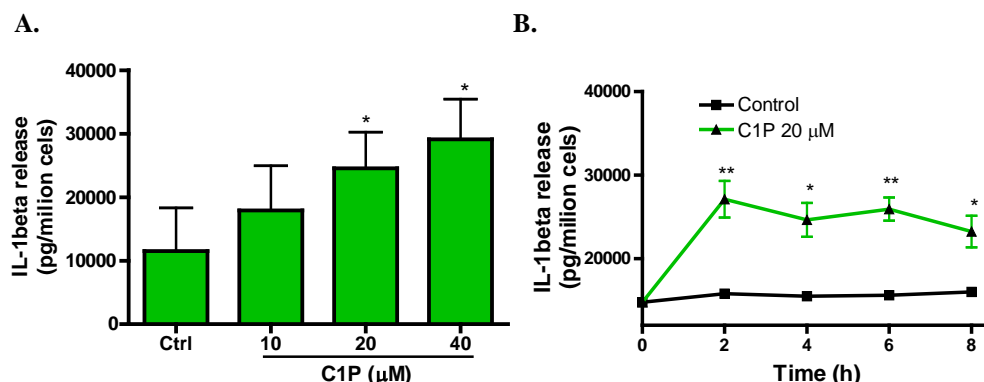 A.
IL-1beta release
(pg/milion cels)
40000
30000
20000
10000
0
*
*
Ctrl
10
20
40
C1P (μM)
B.
IL-1beta release
(pg/milion cels)
40000
30000
20000
Control
C1P 20 μM
**
*
**
*
0
2
4
6
8
Time (h)